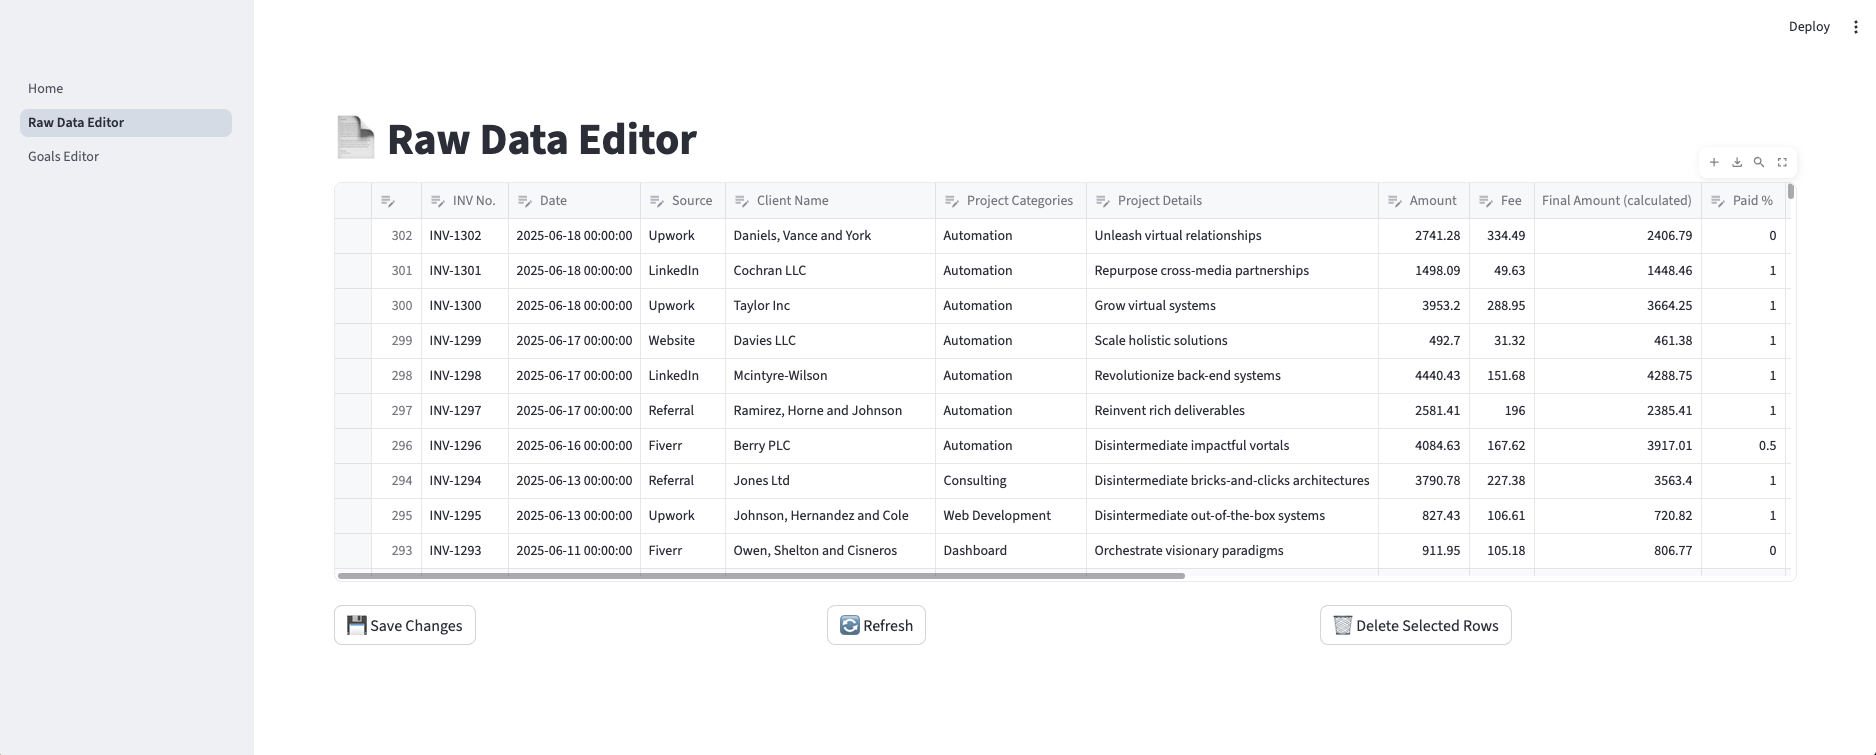 Deploy
Home
Raw Data Editor
Goals Editor
Raw Data Editor
INV No. Date Source Client Name Project Categories Project Details Amount Fee Final Amount (calculated) Paid %
302 INV-1302 2025-06-18 00:00:00 Upwork Daniels, Vance and York Automation Unleash virtual relationships 2741.28 334.49 2406.79 0
301 INV-1301 2025-06-18 00:00:00 LinkedIn Cochran LLC Automation Repurpose cross-media partnerships 1498.09 49.63 1448.46 1
300 INV-1300 2025-06-18 00:00:00 Upwork Taylor Inc Automation Grow virtual systems 3953.2 288.95 3664.25 1
299 INV-1299 2025-06-17 00:00:00 Website Davies LLC Automation Scale holistic solutions 492.7 31.32 461.38 1
298 INV-1298 2025-06-17 00:00:00 LinkedIn Mcintyre-Wilson Automation Revolutionize back-end systems 4440.43 151.68 4288.75 1
297 INV-1297 2025-06-17 00:00:00 Referral Ramirez, Horne and Johnson Automation Reinvent rich deliverables 2581.41 196 2385.41 1
296 INV-1296 2025-06-16 00:00:00 Fiverr Berry PLC Automation Disintermediate impactful vortals 4084.63 167.62 3917.01 0.5
294 INV-1294 2025-06-13 00:00:00 Referral Jones Ltd Consulting Disintermediate bricks-and-clicks architectures 3790.78 227.38 3563.4 1
295 INV-1295 2025-06-13 00:00:00 Upwork Johnson, Hernandez and Cole Web Development Disintermediate out-of-the-box systems 827.43 106.61 720.82 1
293 INV-1293 2025-06-11 00:00:00 Fiverr Owen, Shelton and Cisneros Dashboard Orchestrate visionary paradigms 911.95 105.18 806.77 0
Save Changes Refresh Delete Selected Rows